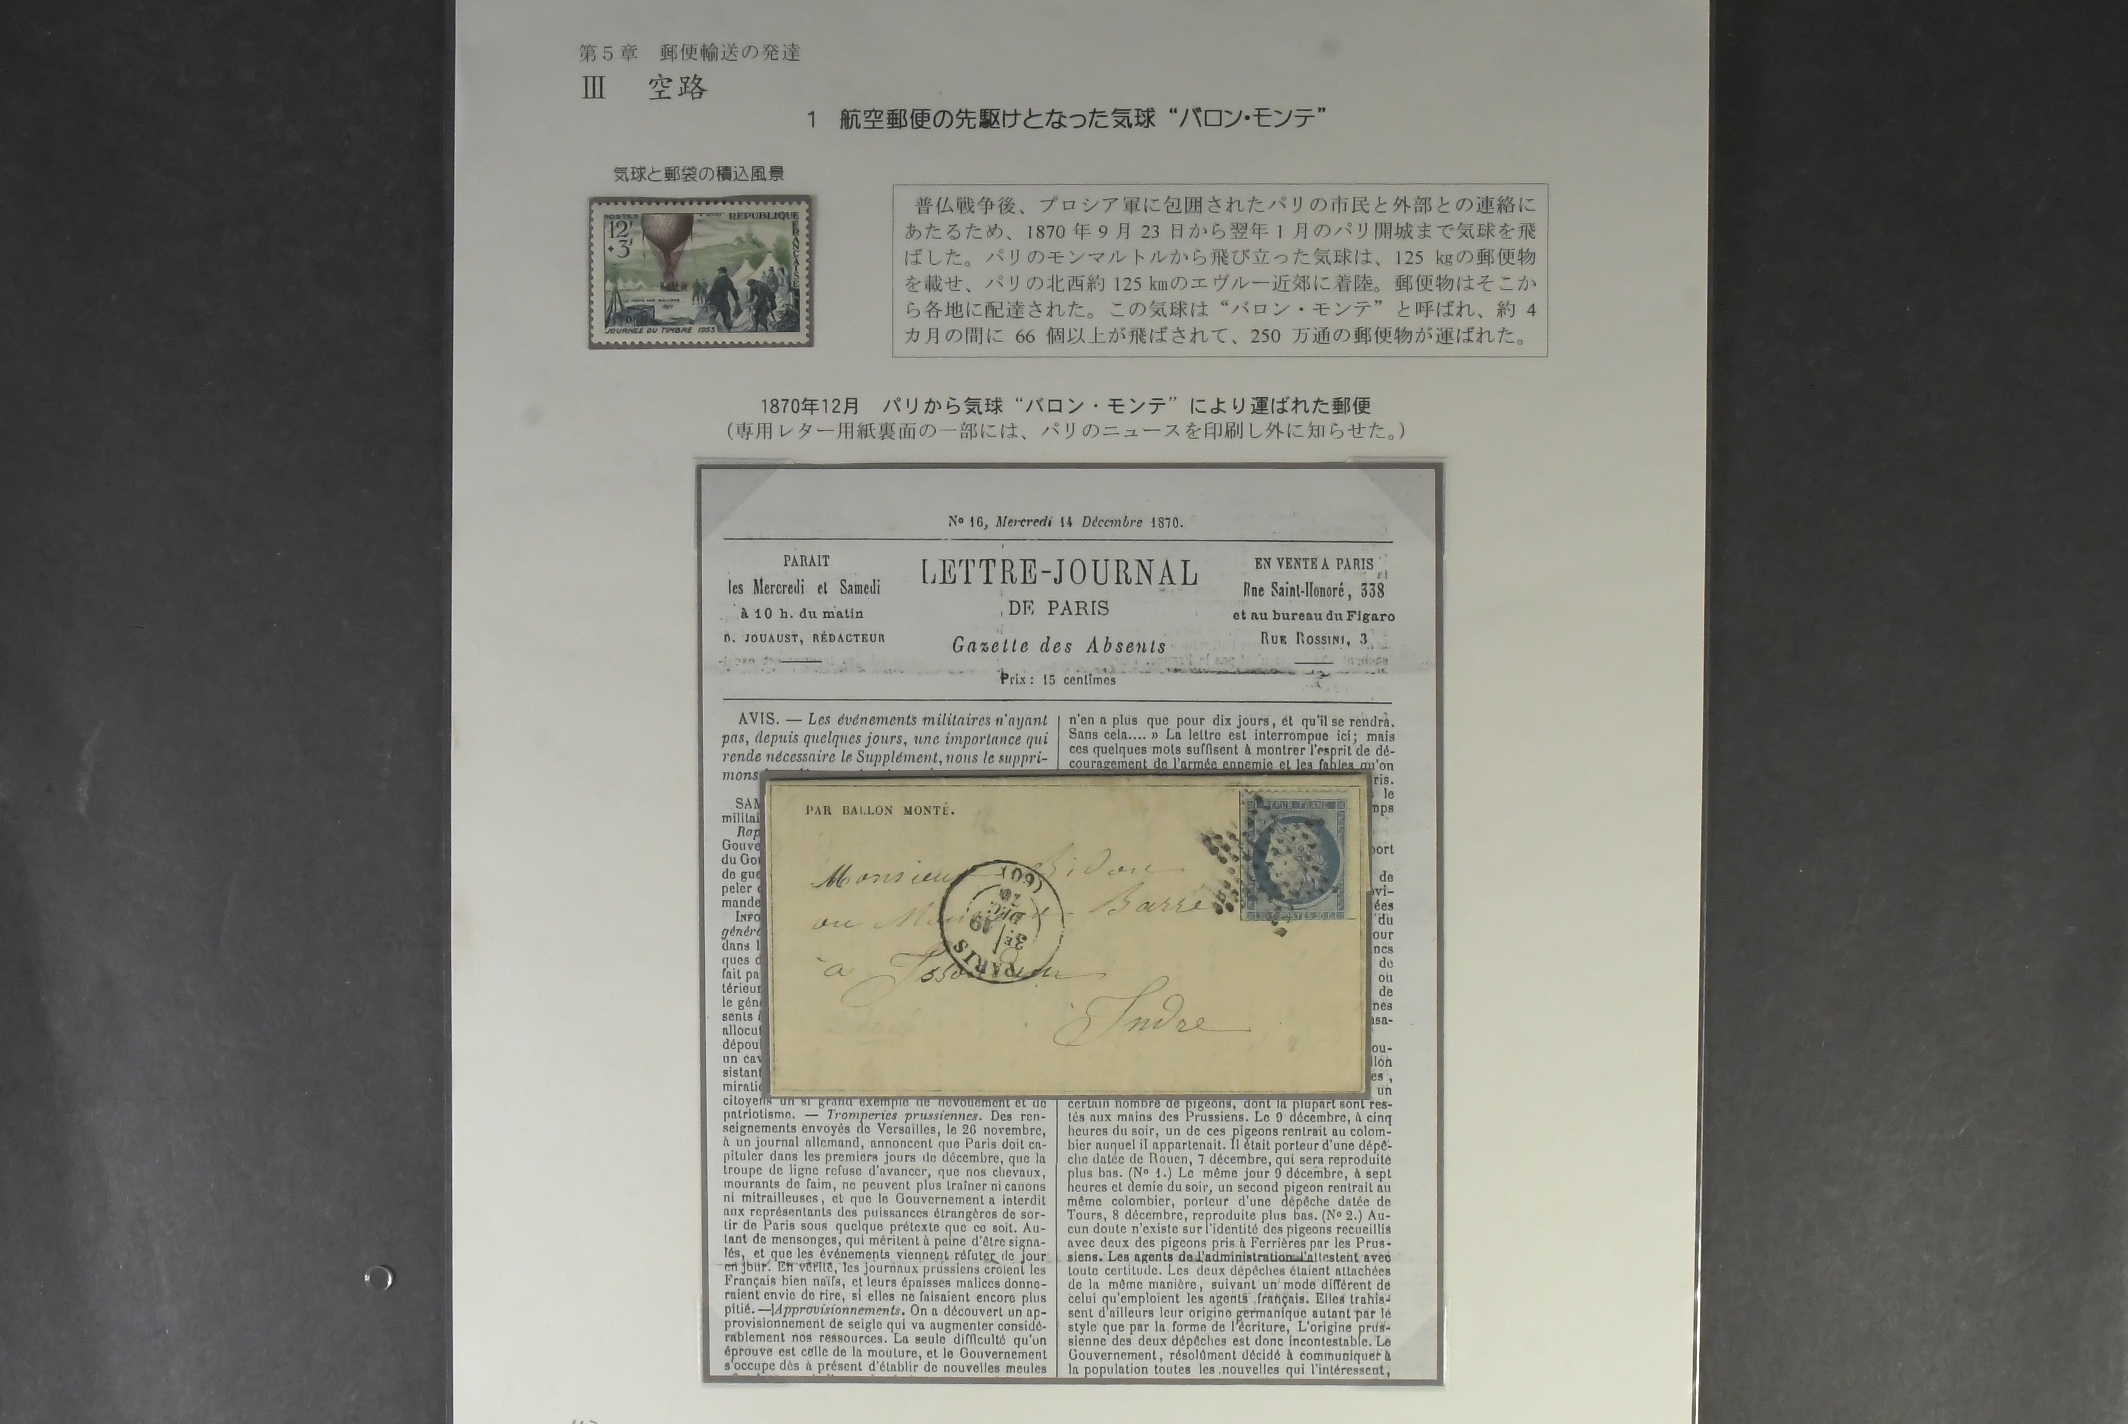 第5章　郵便輸送の発達
Ⅲ　空路
1　航空郵便の先駆けとなった気球 “バロン・モンテ”
気球と郵袋の積込風景
POSTES
REPUBLIQUE
FRANÇAISE
12F
+3F
JOURNÉE DU TIMBRE 1955
普仏戦争後、プロシア軍に包囲されたパリの市民と外部との連絡に
あたるため、1870 年 9 月 23 日から翌年 1 月のパリ開城まで気球を飛
ばした。パリのモンマルトルから飛び立った気球は、125 ㎏の郵便物
を載せ、パリの北西約 125 ㎞のエヴルー近郊に着陸。郵便物はそこか
ら各地に配達された。この気球は “バロン・モンテ” と呼ばれ、約 4
カ月の間に 66 個以上が飛ばされて、250 万通の郵便物が運ばれた。
1870年12月　パリから気球 “バロン・モンテ” により運ばれた郵便
（専用レター用紙裏面の一部には、パリのニュースを印刷し外に知らせた。）
Nº 16, Mercredi 14 Décembre 1870.
PARAIT
les Mercredi et Samedi
à 10 h. du matin
D. JOUAUST, RÉDACTEUR
LETTRE-JOURNAL
DE PARIS
Gazette des Absents
Prix : 15 centimes
EN VENTE A PARIS
Rue Saint-Honoré, 338
et au bureau du Figaro
RUE ROSSINI, 3
AVIS. — Les événements militaires n'ayant
pas, depuis quelques jours, une importance qui
rende nécessaire le Supplément, nous le suppri-
mons
n'en a plus que pour dix jours, et qu'il se rendra.
Sans cela.... » La lettre est interrompue ici; mais
ces quelques mots suffisent à montrer l'esprit de dé-
couragement de l'armée ennemie et les fables qu'on
PAR BALLON MONTÉ.
REPUB. FRANC.
POSTES
Monsieur
ou Barré
à
Indre
PARIS
(60)
3E
19
DÉC.
70
citoyens un si grand exemple de dévouement et de
patriotisme. — Tromperies prussiennes. Des ren-
seignements envoyés de Versailles, le 26 novembre,
à un journal allemand, annoncent que Paris doit ca-
pituler dans les premiers jours de décembre, que la
troupe de ligne refuse d'avancer, que nos chevaux,
mourants de faim, ne peuvent plus traîner ni canons
ni mitrailleuses, et que le Gouvernement a interdit
aux représentants des puissances étrangères de sor-
tir de Paris sous quelque prétexte que ce soit. Au-
tant de mensonges, qui méritent à peine d'être signa-
lés, et que les événements viennent réfuter de jour
en jour. En vérité, les journaux prussiens croient les
Français bien naïfs, et leurs épaisses malices donne-
raient envie de rire, si elles ne faisaient encore plus
pitié. — Approvisionnements. On a découvert un ap-
provisionnement de seigle qui va augmenter considé-
rablement nos ressources. La seule difficulté qu'on
éprouve est celle de la mouture, et le Gouvernement
s'occupe dès à présent d'établir de nouvelles meules
certain nombre de pigeons, dont la plupart sont res-
tés aux mains des Prussiens. Le 9 décembre, à cinq
heures du soir, un de ces pigeons rentrait au colom-
bier auquel il appartenait. Il était porteur d'une dépê-
che datée de Rouen, 7 décembre, qui sera reproduite
plus bas. (Nº 1.) Le même jour 9 décembre, à sept
heures et demie du soir, un second pigeon rentrait au
même colombier, porteur d'une dépêche datée de
Tours, 8 décembre, reproduite plus bas. (Nº 2.) Au-
cun doute n'existe sur l'identité des pigeons recueillis
avec deux des pigeons pris à Ferrières par les Prus-
siens. Les agents de l'administration l'attestent avec
toute certitude. Les deux dépêches étaient attachées
de la même manière, suivant un mode différent de
celui qu'emploient les agents français. Elles trahis-
sent d'ailleurs leur origine germanique autant par le
style que par la forme de l'écriture, L'origine prus-
sienne des deux dépêches est donc incontestable. Le
Gouvernement, résolûment décidé à communiquer à
la population toutes les nouvelles qui l'intéressent,